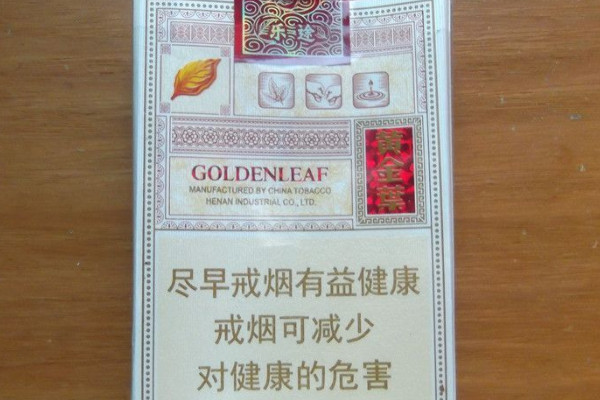 乐途
GOLDENLEAF
MANUFACTURED BY CHINA TOBACCO
HENAN INDUSTRIAL CO., LTD.
黄金葉
尽早戒烟有益健康
戒烟可减少
对健康的危害